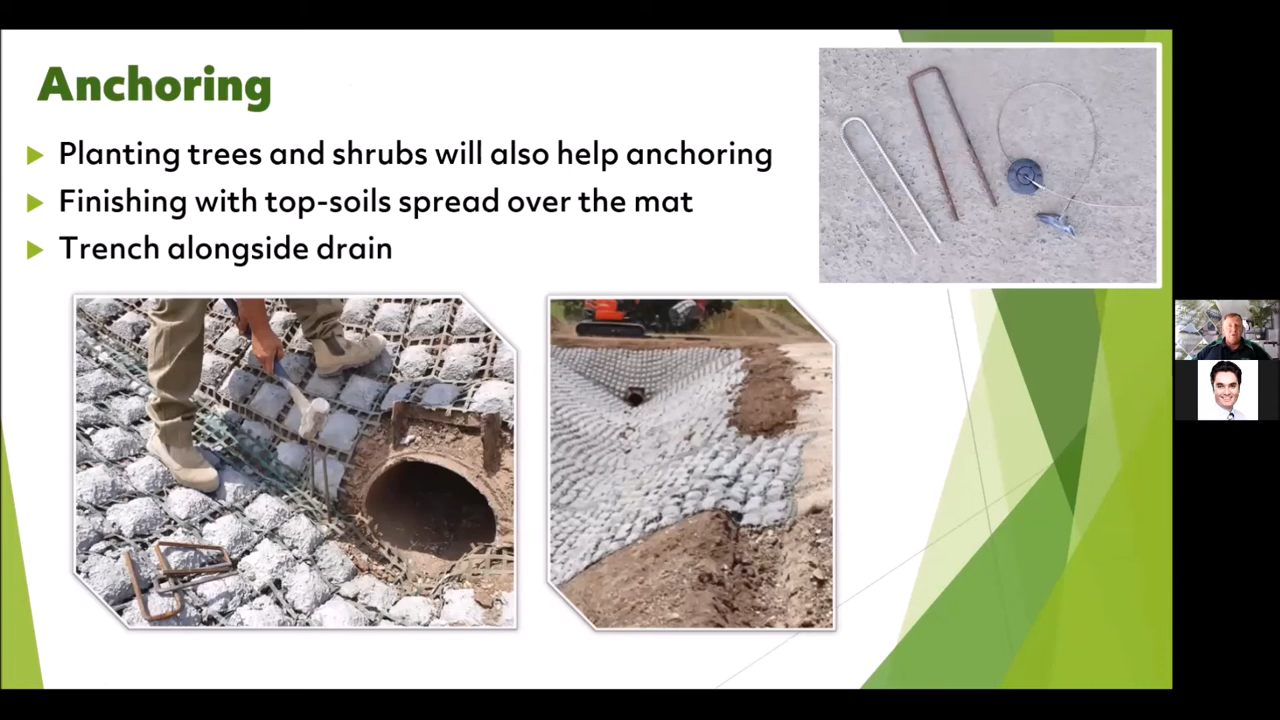 Anchoring
Planting trees and shrubs will also help anchoring
Finishing with top-soils spread over the mat
Trench alongside drain